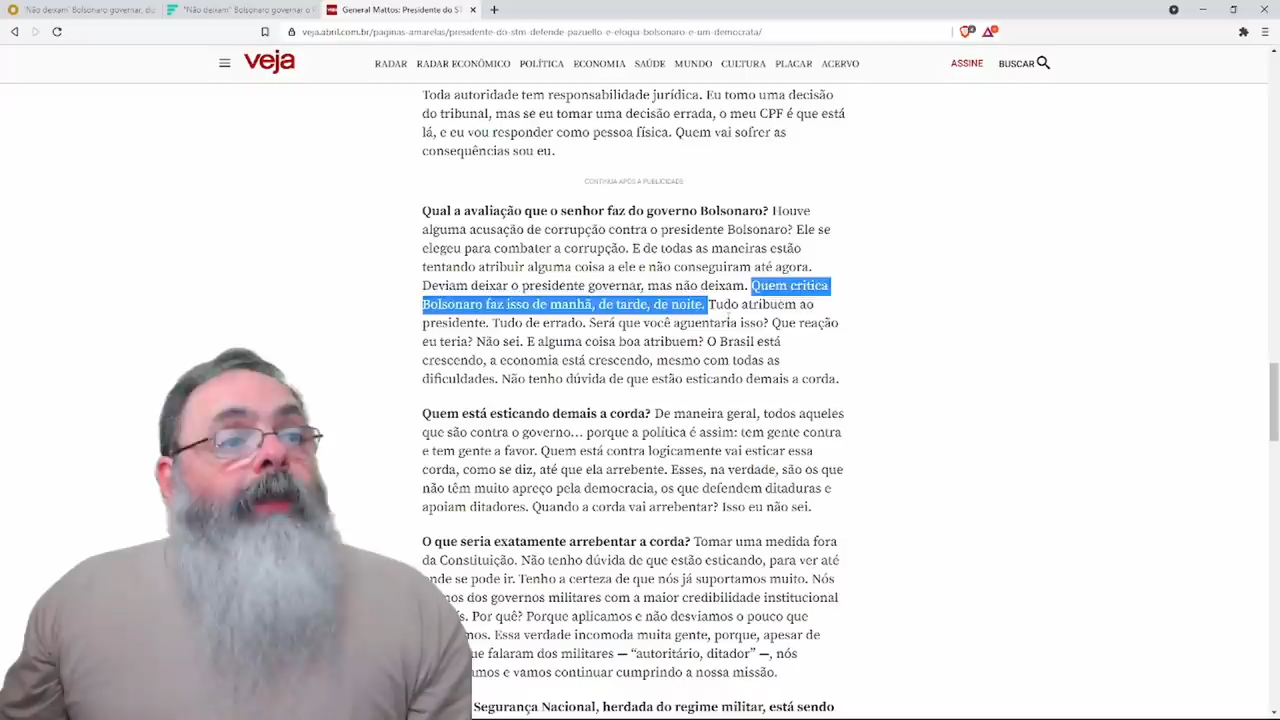 "Não deixam" Bolsonaro governar, diz
"Não deixam" Bolsonaro governar o
General Mattos: Presidente do ST
veja.abril.com.br/paginas-amarelas/presidente-do-stm-defende-pazuello-e-elogia-bolsonaro-e-um-democrata/
veja
RADAR RADAR ECONÔMICO POLÍTICA ECONOMIA SAÚDE MUNDO CULTURA PLACAR ACERVO
ASSINE BUSCAR
Toda autoridade tem responsabilidade jurídica. Eu tomo uma decisão
do tribunal, mas se eu tomar uma decisão errada, o meu CPF é que está
lá, e eu vou responder como pessoa física. Quem vai sofrer as
consequências sou eu.
CONTINUA APÓS A PUBLICIDADE
Qual a avaliação que o senhor faz do governo Bolsonaro? Houve
alguma acusação de corrupção contra o presidente Bolsonaro? Ele se
elegeu para combater a corrupção. E de todas as maneiras estão
tentando atribuir alguma coisa a ele e não conseguiram até agora.
Deviam deixar o presidente governar, mas não deixam. Quem critica
Bolsonaro faz isso de manhã, de tarde, de noite. Tudo atribuem ao
presidente. Tudo de errado. Será que você aguentaria isso? Que reação
eu teria? Não sei. E alguma coisa boa atribuem? O Brasil está
crescendo, a economia está crescendo, mesmo com todas as
dificuldades. Não tenho dúvida de que estão esticando demais a corda.
Quem está esticando demais a corda? De maneira geral, todos aqueles
que são contra o governo... porque a política é assim: tem gente contra
e tem gente a favor. Quem está contra logicamente vai esticar essa
corda, como se diz, até que ela arrebente. Esses, na verdade, são os que
não têm muito apreço pela democracia, os que defendem ditaduras e
apoiam ditadores. Quando a corda vai arrebentar? Isso eu não sei.
O que seria exatamente arrebentar a corda? Tomar uma medida fora
da Constituição. Não tenho dúvida de que estão esticando, para ver até
onde se pode ir. Tenho a certeza de que nós já suportamos muito. Nós
mos dos governos militares com a maior credibilidade institucional
s. Por quê? Porque aplicamos e não desviamos o pouco que
mos. Essa verdade incomoda muita gente, porque, apesar de
ue falaram dos militares — “autoritário, ditador” —, nós
amos e vamos continuar cumprindo a nossa missão.
Segurança Nacional, herdada do regime militar, está sendo